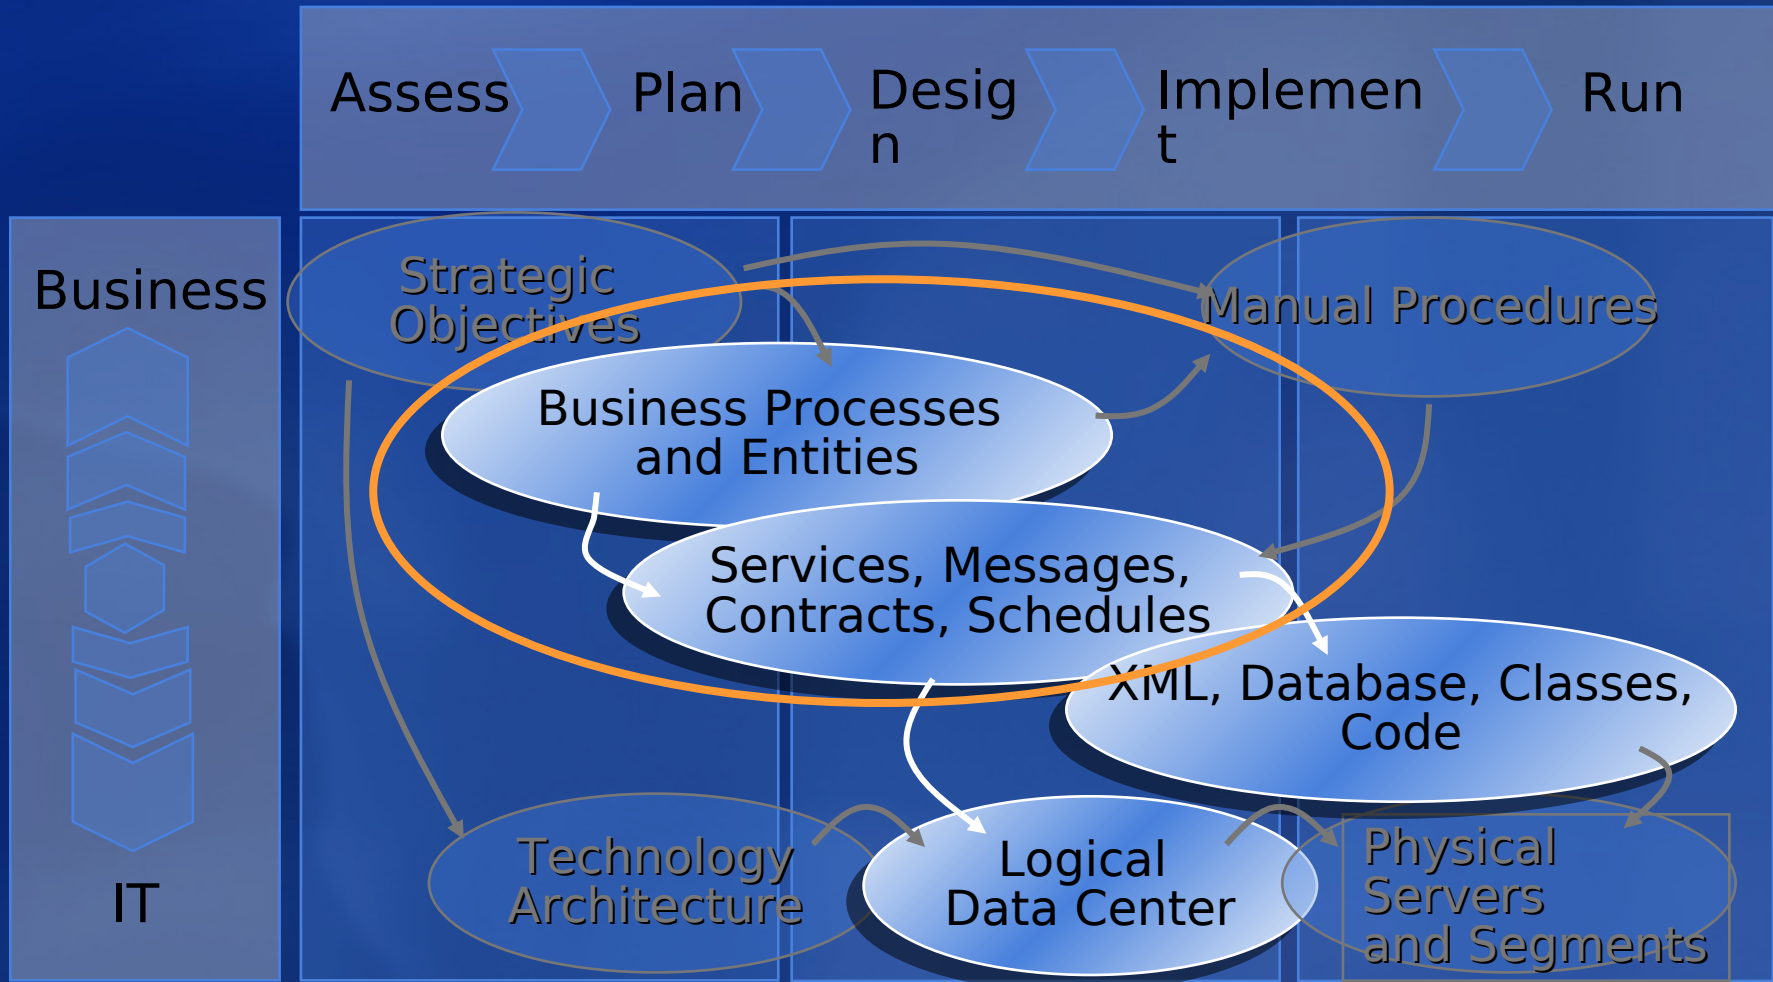 Assess
Plan
Desig
n
Implemen
t
Run
Business
IT
Strategic
Objectives
Manual Procedures
Business Processes
and Entities
Services, Messages,
Contracts, Schedules
XML, Database, Classes,
Code
Technology
Architecture
Logical
Data Center
Physical
Servers
and Segments